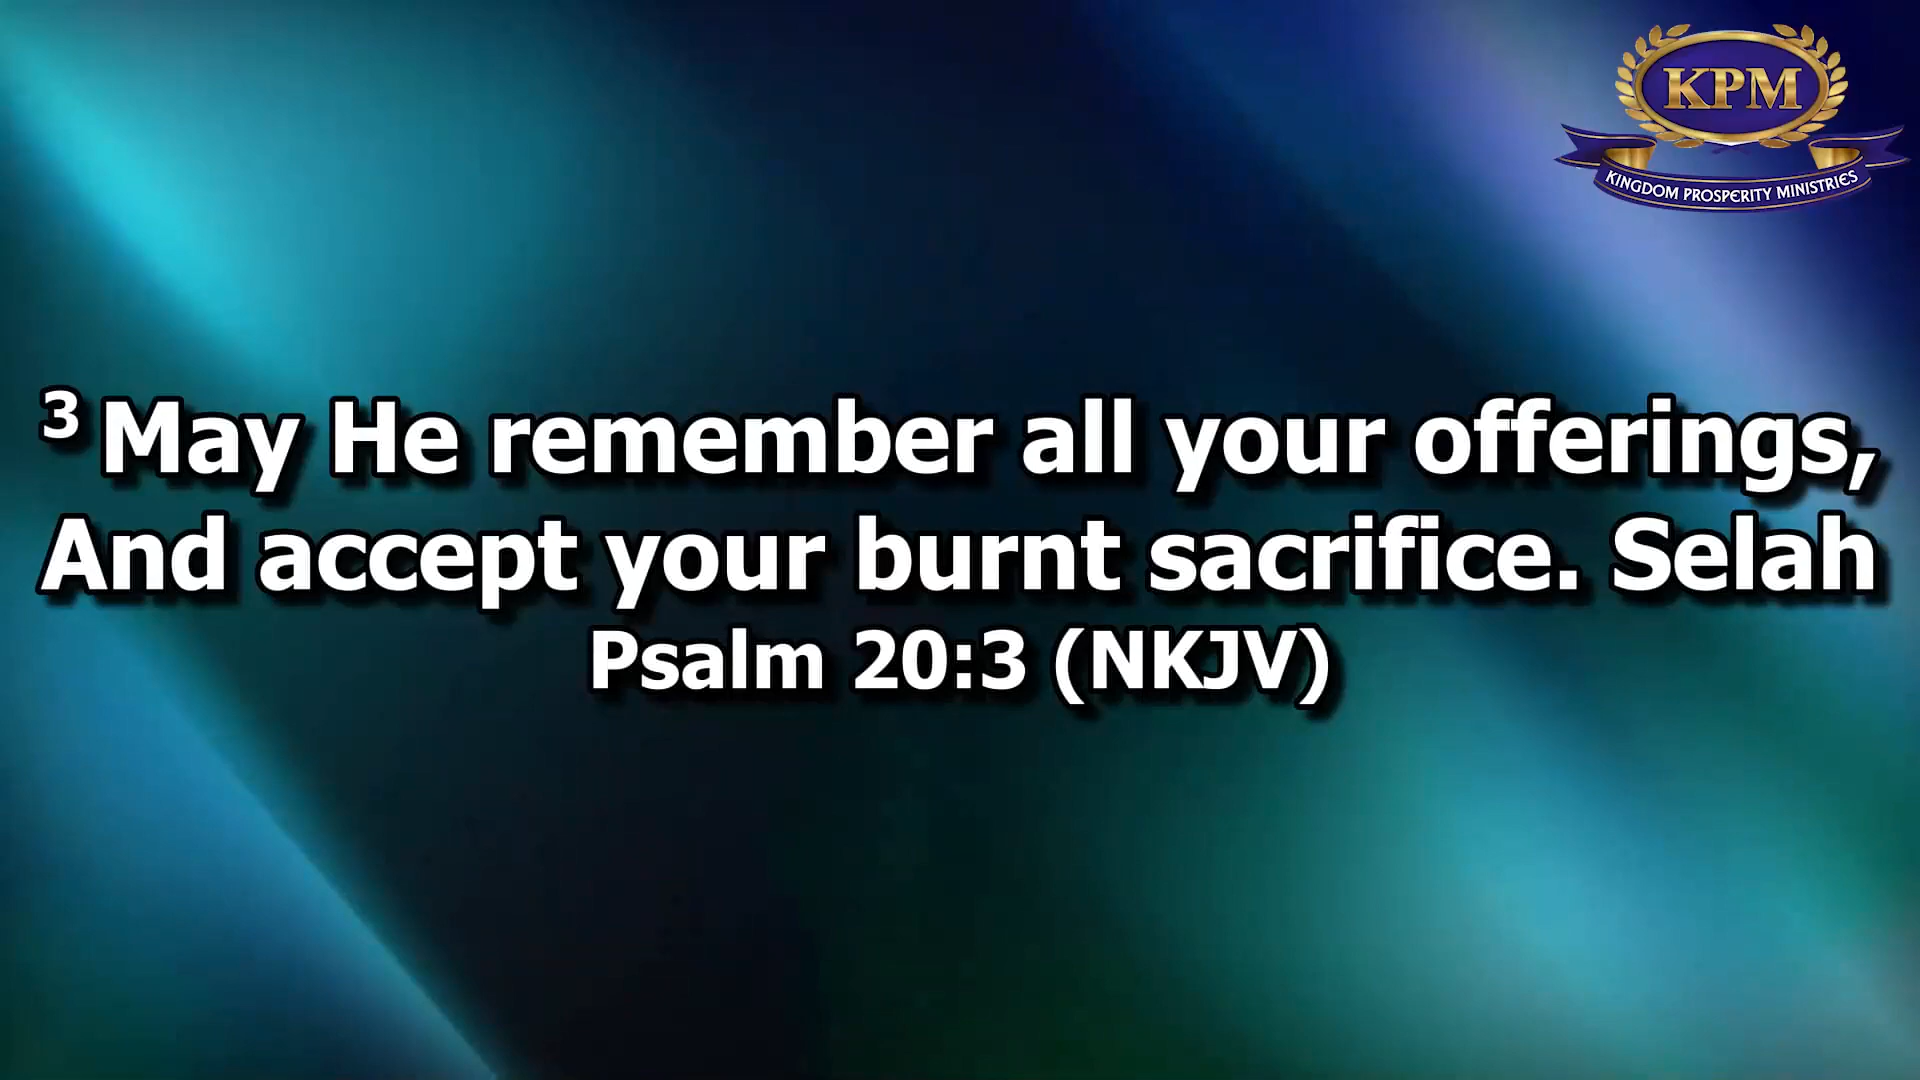 KPM
KINGDOM PROSPERITY MINISTRIES
3 May He remember all your offerings,
And accept your burnt sacrifice. Selah
Psalm 20:3 (NKJV)